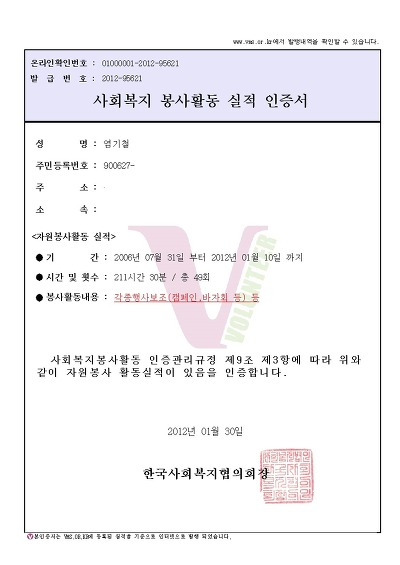 www.vms.or.kr에서 발행내역을 확인할 수 있습니다.
온라인확인번호 : 01000001-2012-95621
발 급 번 호 : 2012-95621
사회복지 봉사활동 실적 인증서
성 명 : 염기철
주민등록번호 : 900627-
주 소 :
소 속 :
<자원봉사활동 실적>
● 기 간 : 2006년 07월 31일 부터 2012년 01월 10일 까지
● 시간 및 횟수 : 211시간 30분 / 총 49회
● 봉사활동내용 : 각종행사보조(캠페인,바자회 등) 등
VOLUNTEER
사회복지봉사활동 인증관리규정 제9조 제3항에 따라 위와
같이 자원봉사 활동실적이 있음을 인증합니다.
2012년 01월 30일
한국사회복지협의회장
본인증서는 VMS.OR.KR에 등록된 실적을 기준으로 인터넷으로 발행 되었습니다.